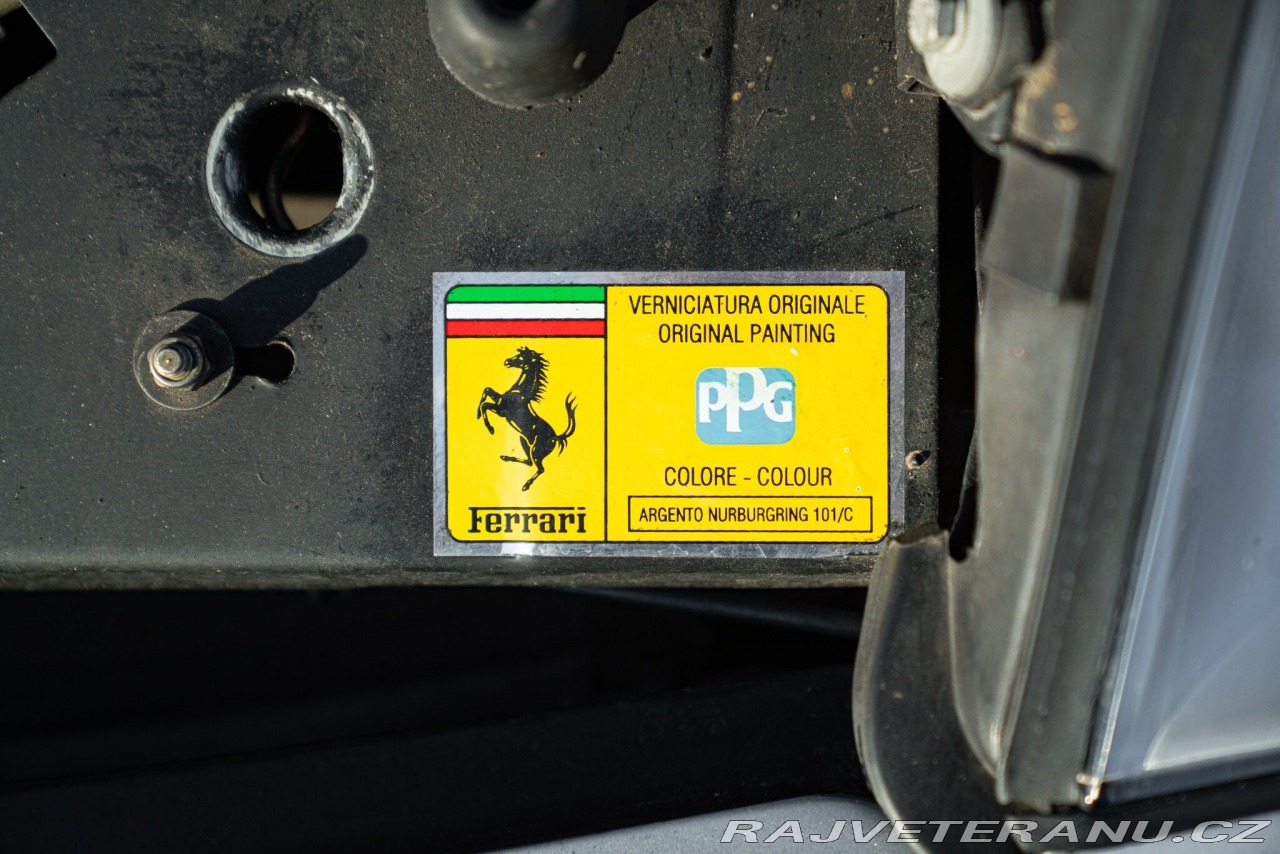 VERNICIATURA ORIGINALE
ORIGINAL PAINTING
PPG
COLORE - COLOUR
ARGENTO NURBURGRING 101/C
Ferrari
RAJVETERANU.CZ